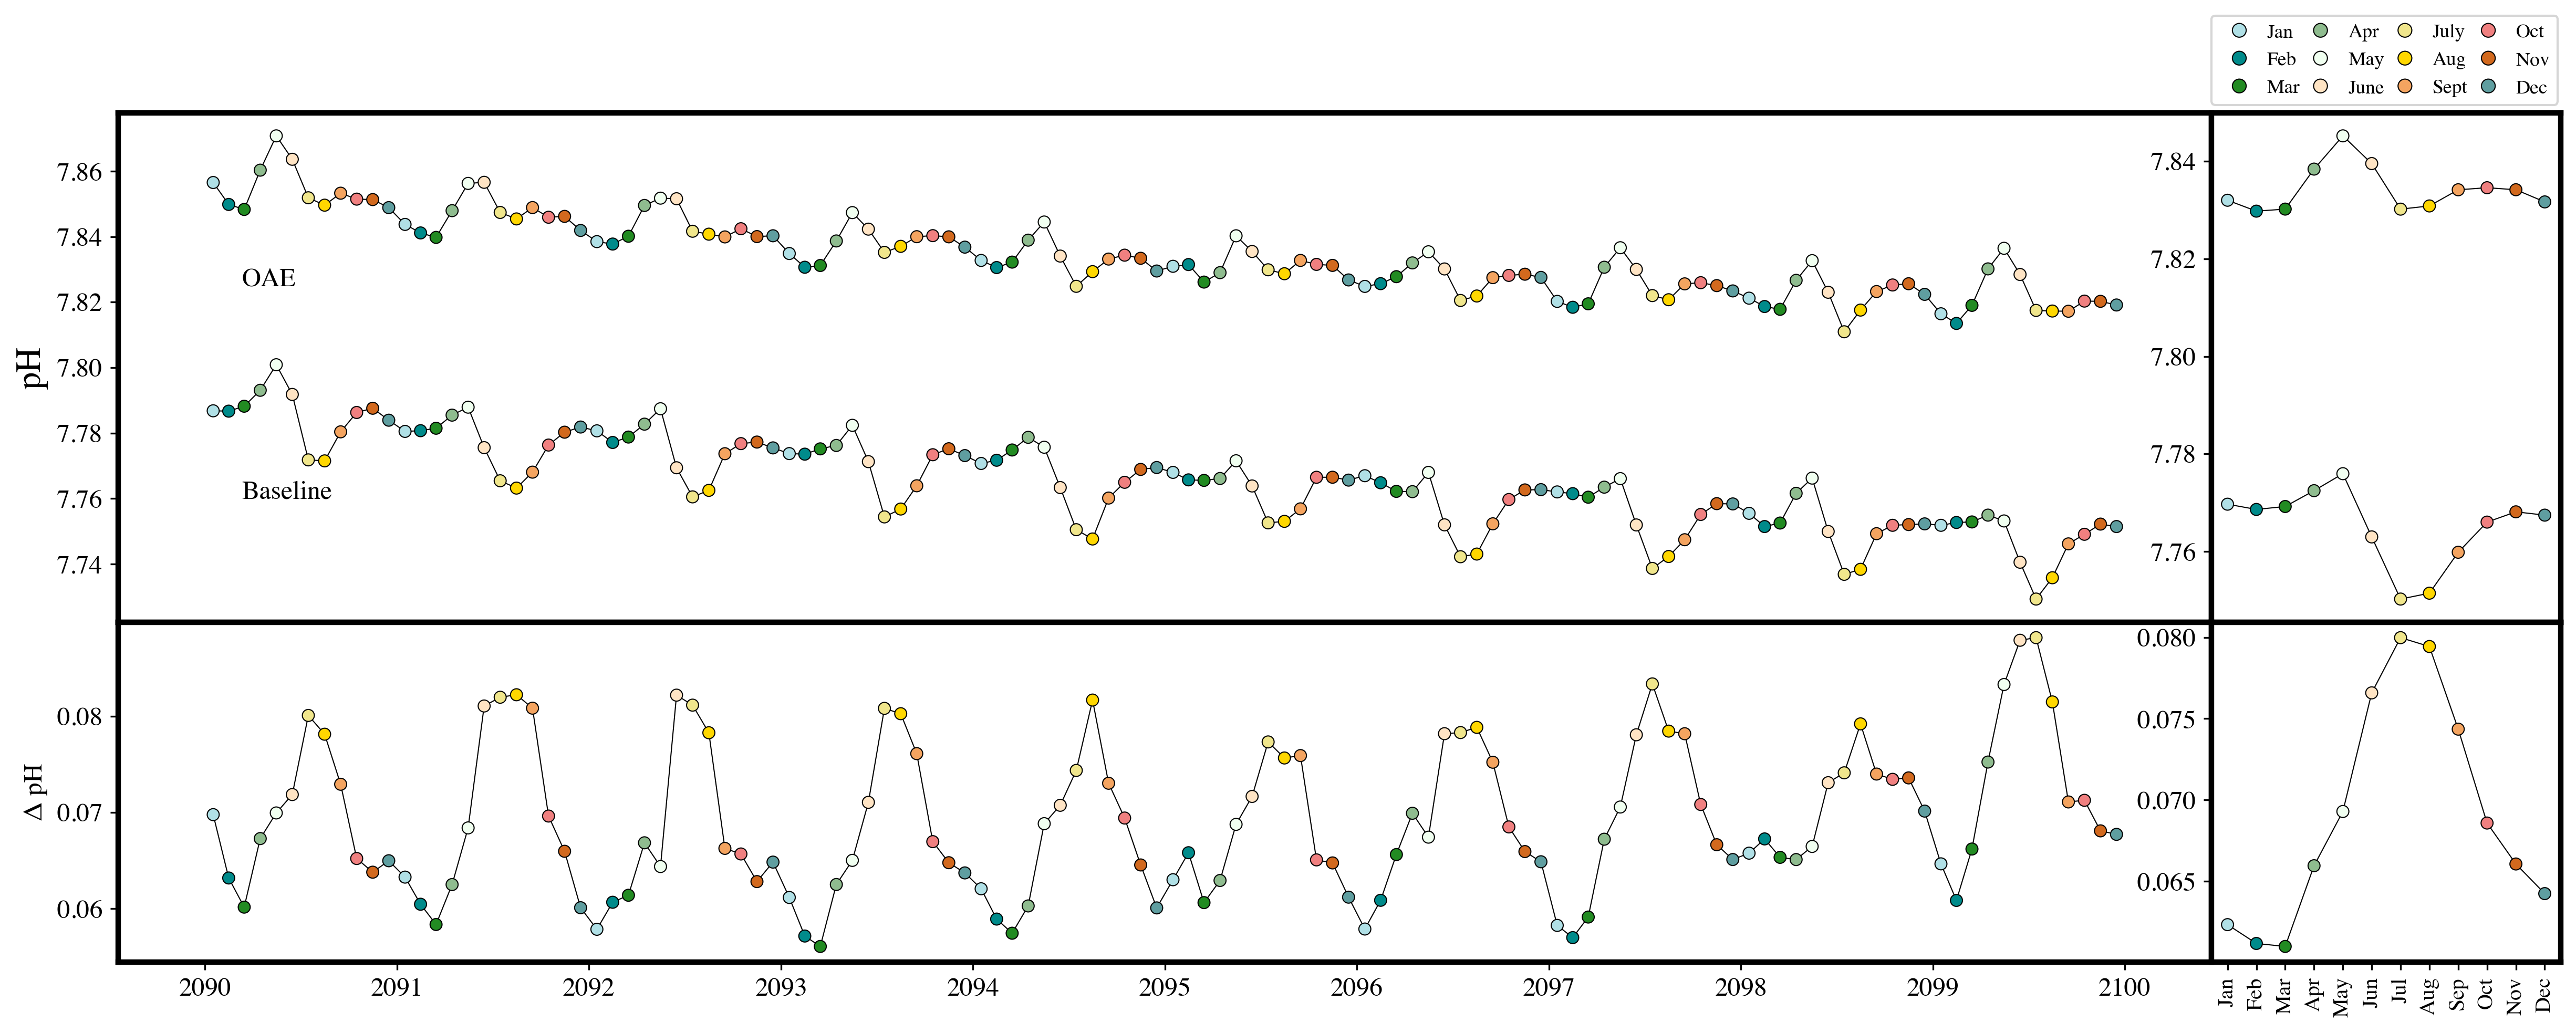 Jan Apr July Oct
Feb May Aug Nov
Mar June Sept Dec
7.86
7.84
7.82
7.80
7.78
7.76
7.74
pH
OAE
Baseline
7.84
7.82
7.80
7.78
7.76
0.08
0.07
0.06
Δ pH
0.080
0.075
0.070
0.065
2090 2091 2092 2093 2094 2095 2096 2097 2098 2099 2100
Jan Feb Mar Apr May Jun Jul Aug Sep Oct Nov Dec